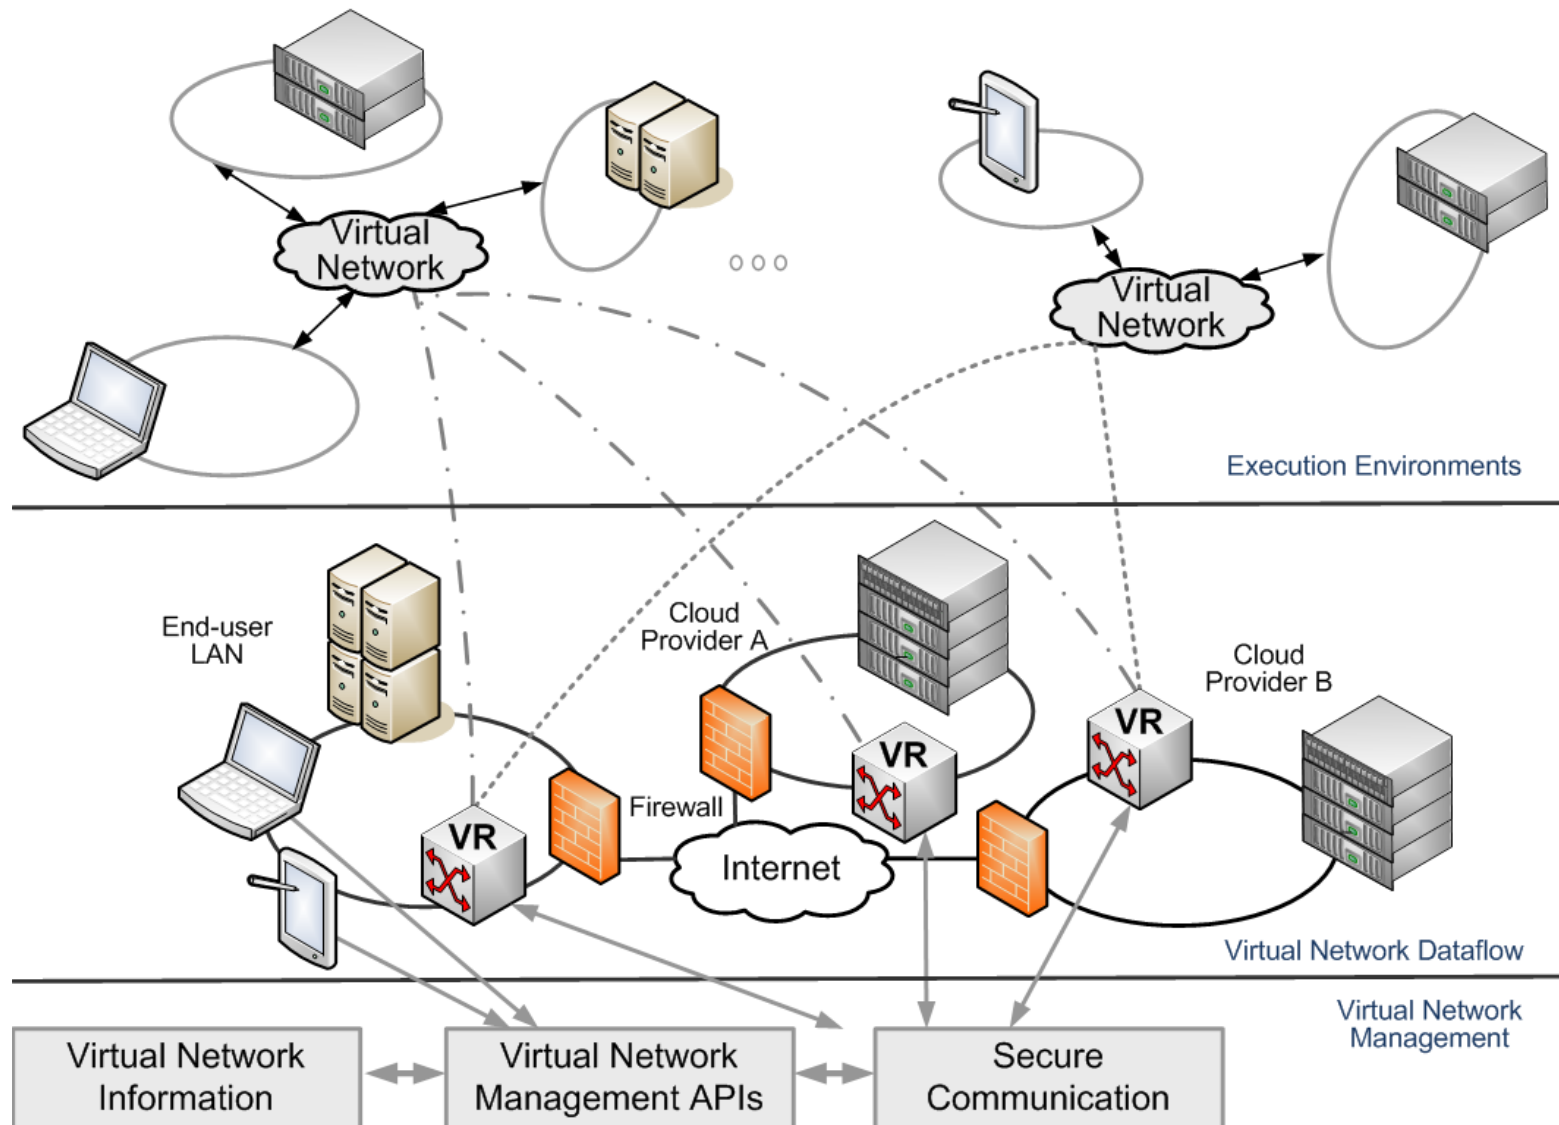 Virtual
Network
Virtual
Network
Execution Environments
End-user
LAN
Cloud
Provider A
Cloud
Provider B
VR
VR
VR
Firewall
Internet
Virtual Network Dataflow
Virtual Network
Management
Virtual Network
Information
Virtual Network
Management APIs
Secure
Communication